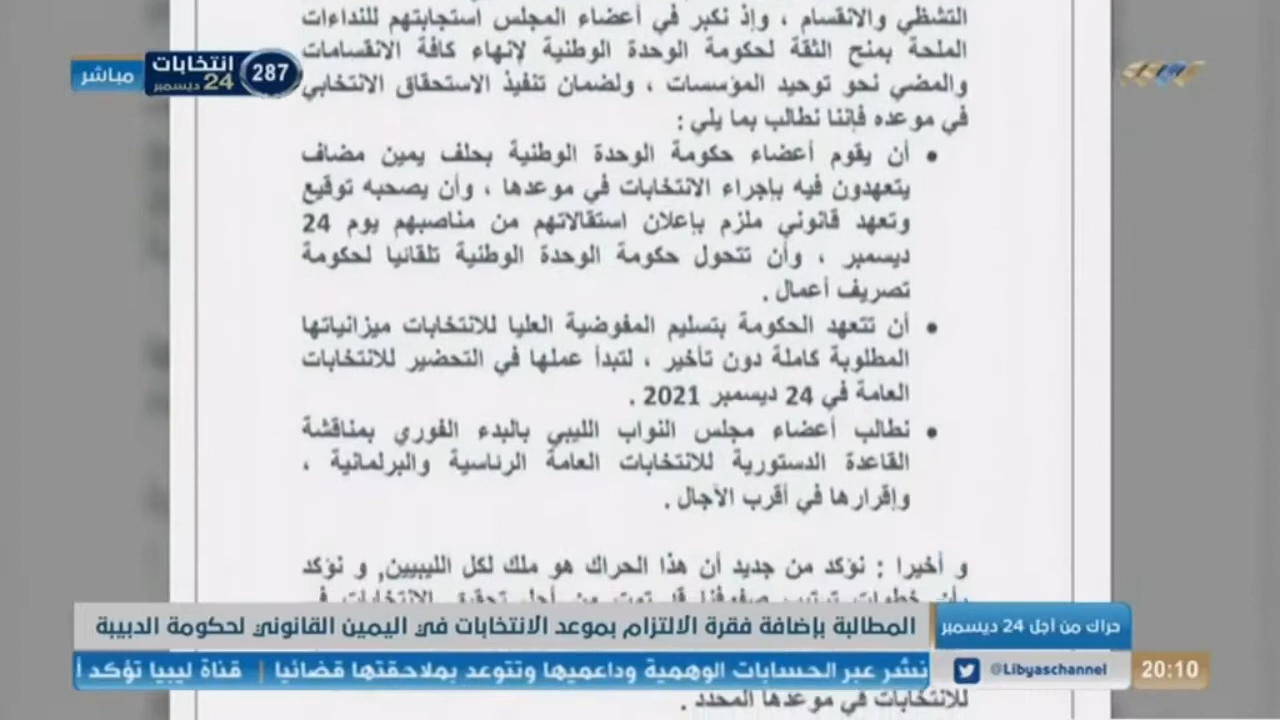 التشظي والانقسام ، وإذ نكبر في أعضاء المجلس استجابتهم للنداءات
الملحة بمنح الثقة لحكومة الوحدة الوطنية لإنهاء كافة الانقسامات
والمضي نحو توحيد المؤسسات ، ولضمان تنفيذ الاستحقاق الانتخابي
في موعده فإننا نطالب بما يلي :
• أن يقوم أعضاء حكومة الوحدة الوطنية بحلف يمين مضاف
يتعهدون فيه بإجراء الانتخابات في موعدها ، وأن يصحبه توقيع
وتعهد قانوني ملزم بإعلان استقالاتهم من مناصبهم يوم 24
ديسمبر ، وأن تتحول حكومة الوحدة الوطنية تلقائيا لحكومة
تصريف أعمال .
• أن تتعهد الحكومة بتسليم المفوضية العليا للانتخابات ميزانياتها
المطلوبة كاملة دون تأخير ، لتبدأ عملها في التحضير للانتخابات
العامة في 24 ديسمبر 2021 .
• نطالب أعضاء مجلس النواب الليبي بالبدء الفوري بمناقشة
القاعدة الدستورية للانتخابات العامة الرئاسية والبرلمانية ،
وإقرارها في أقرب الآجال .
و أخيرا : نؤكد من جديد أن هذا الحراك هو ملك لكل الليبيين, و نؤكد
للانتخابات في موعدها المحدد .
287
انتخابات
24 ديسمبر
مباشر
حراك من أجل 24 ديسمبر
المطالبة بإضافة فقرة الالتزام بموعد الانتخابات في اليمين القانوني لحكومة الدبيبة
20:10
@Libyaschannel
نشر عبر الحسابات الوهمية وداعميها وتتوعد بملاحقتها قضائيا | قناة ليبيا تؤكد أ